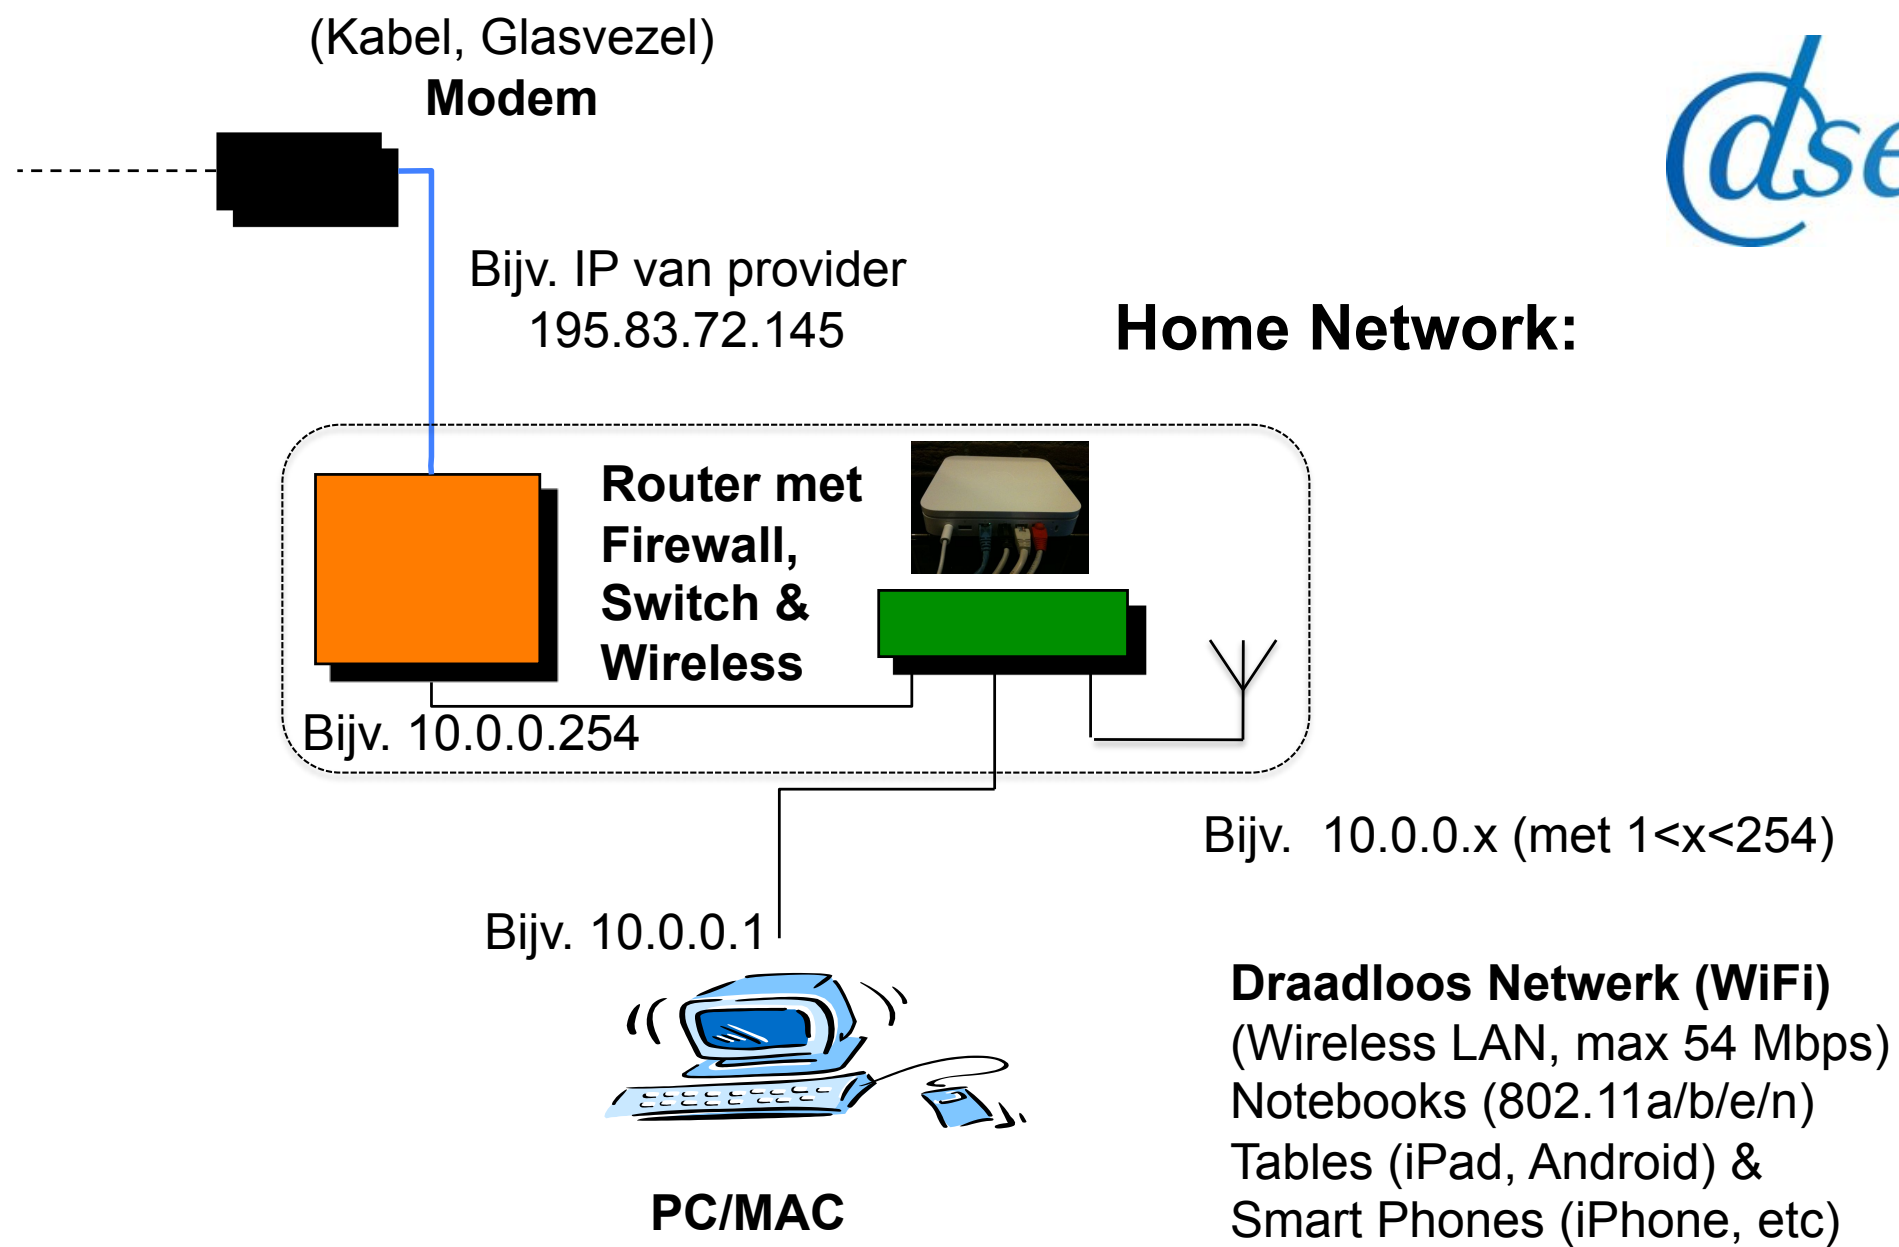 (Kabel, Glasvezel)
Modem
dse
Bijv. IP van provider
195.83.72.145
Home Network:
Router met
Firewall,
Switch &
Wireless
Bijv. 10.0.0.254
Bijv. 10.0.0.x (met 1<x<254)
Bijv. 10.0.0.1
Draadloos Netwerk (WiFi)
(Wireless LAN, max 54 Mbps)
Notebooks (802.11a/b/e/n)
Tables (iPad, Android) &
Smart Phones (iPhone, etc)
PC/MAC